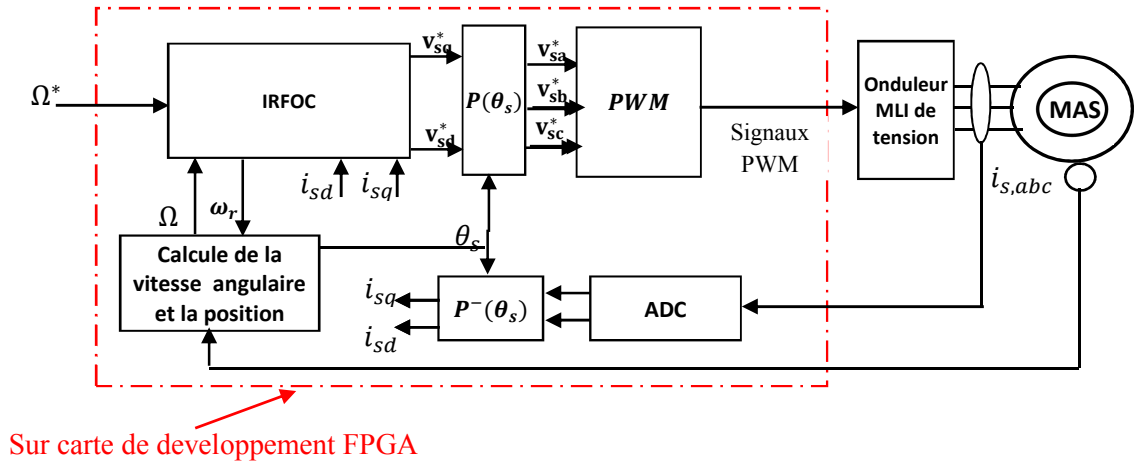 Ω*
IRFOC
v*sq
v*sd
P(θs)
v*sa
v*sb
v*sc
PWM
Signaux
PWM
Onduleur
MLI de
tension
MAS
is,abc
isd
isq
Ω
ωr
θs
Calcule de la
vitesse angulaire
et la position
isq
isd
P⁻(θs)
ADC
Sur carte de developpement FPGA